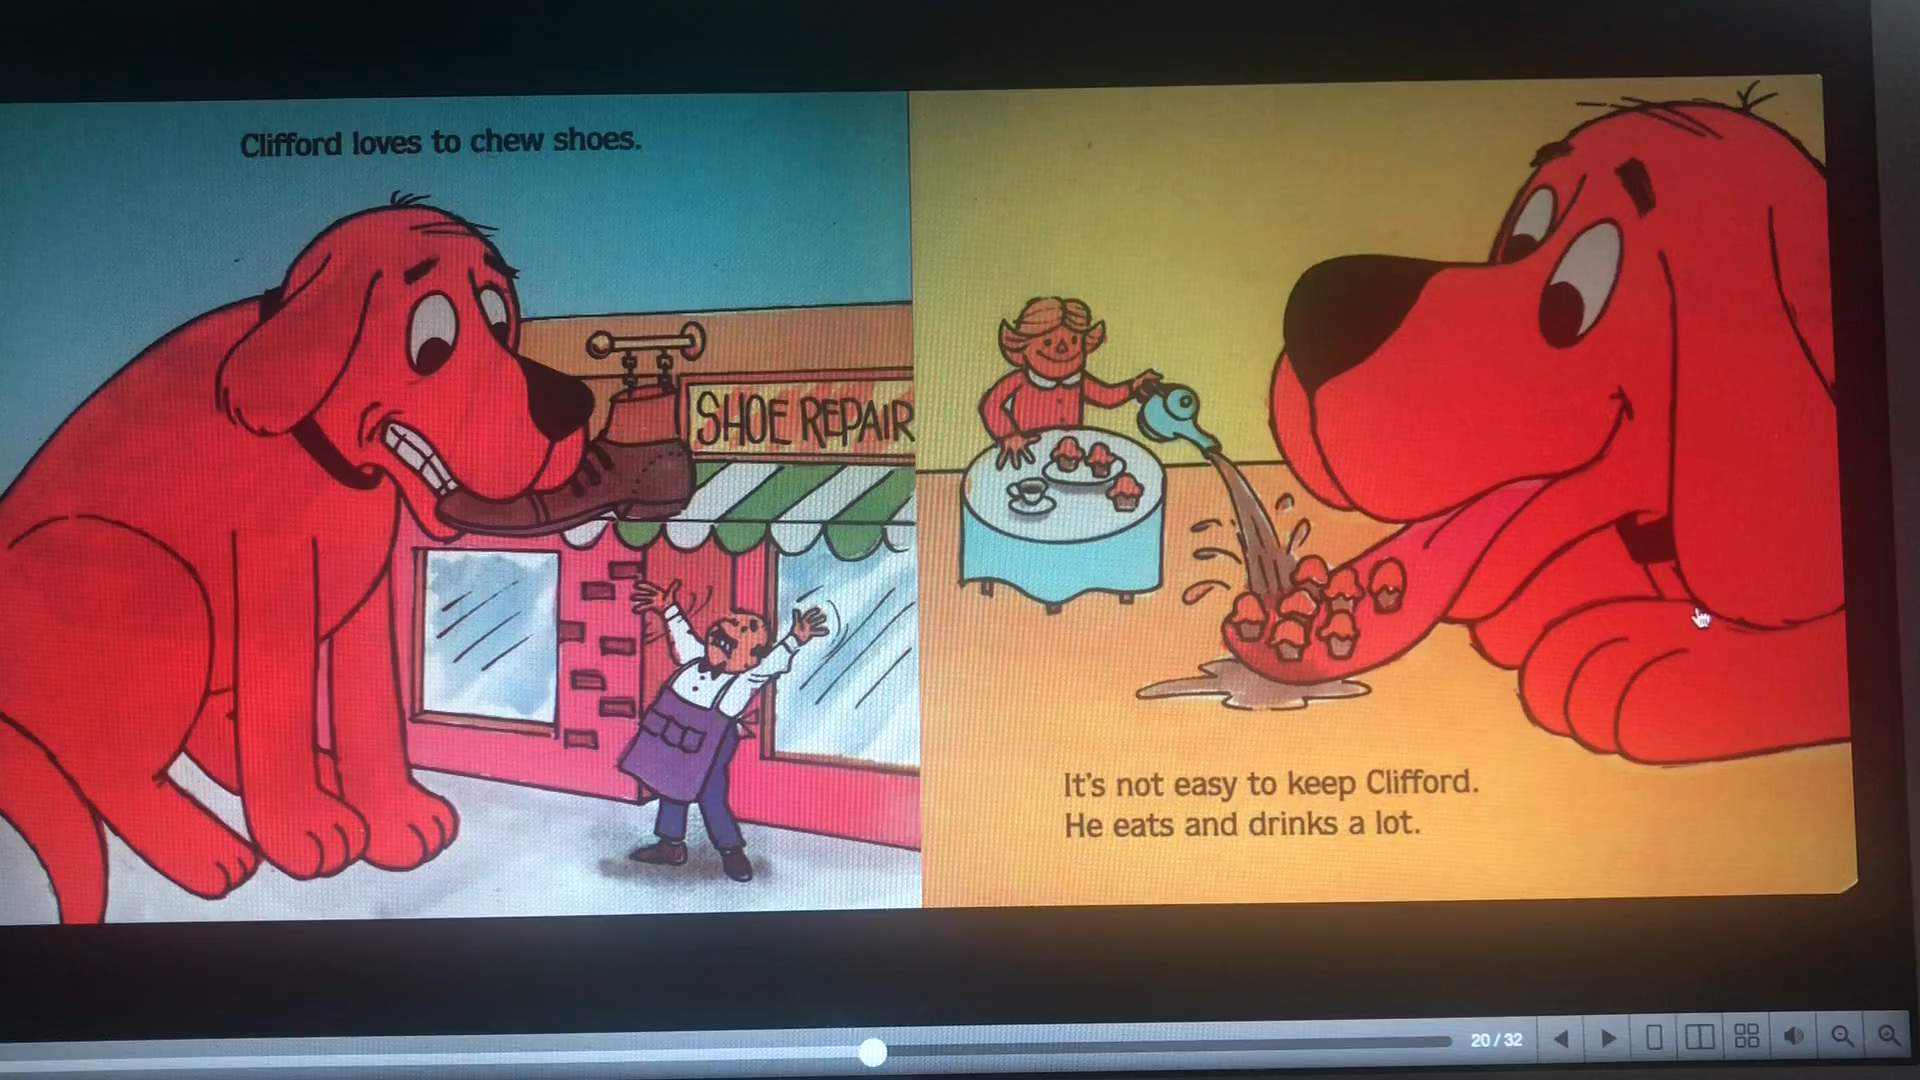 Clifford loves to chew shoes.
SHOE REPAIR
It's not easy to keep Clifford.
He eats and drinks a lot.
20 / 32